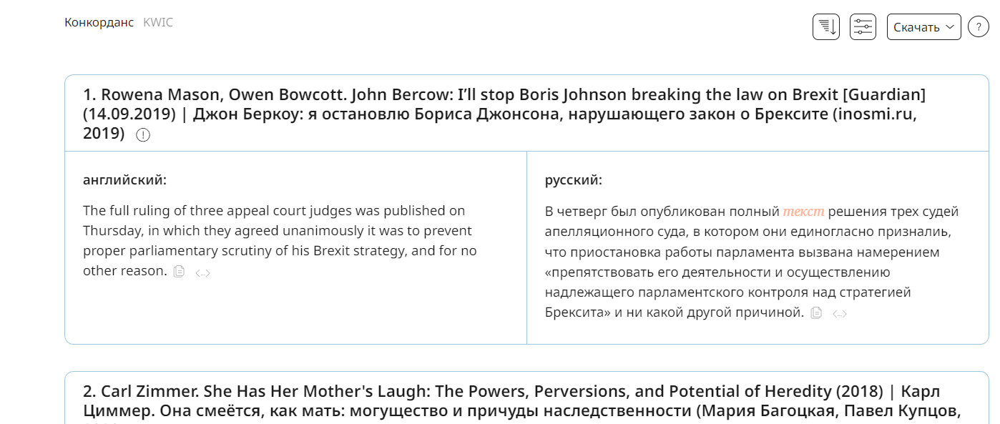 Конкорданс KWIC
Скачать
?
1. Rowena Mason, Owen Bowcott. John Bercow: I’ll stop Boris Johnson breaking the law on Brexit [Guardian]
(14.09.2019) | Джон Беркоу: я остановлю Бориса Джонсона, нарушающего закон о Брексите (inosmi.ru,
2019) !
английский:
The full ruling of three appeal court judges was published on
Thursday, in which they agreed unanimously it was to prevent
proper parliamentary scrutiny of his Brexit strategy, and for no
other reason. <...>
русский:
В четверг был опубликован полный текст решения трех судей
апелляционного суда, в котором они единогласно призналиь,
что приостановка работы парламента вызвана намерением
«препятствовать его деятельности и осуществлению
надлежащего парламентского контроля над стратегией
Брексита» и ни какой другой причиной. <...>
2. Carl Zimmer. She Has Her Mother's Laugh: The Powers, Perversions, and Potential of Heredity (2018) | Карл
Циммер. Она смеётся, как мать: могущество и причуды наследственности (Мария Багоцкая, Павел Купцов,